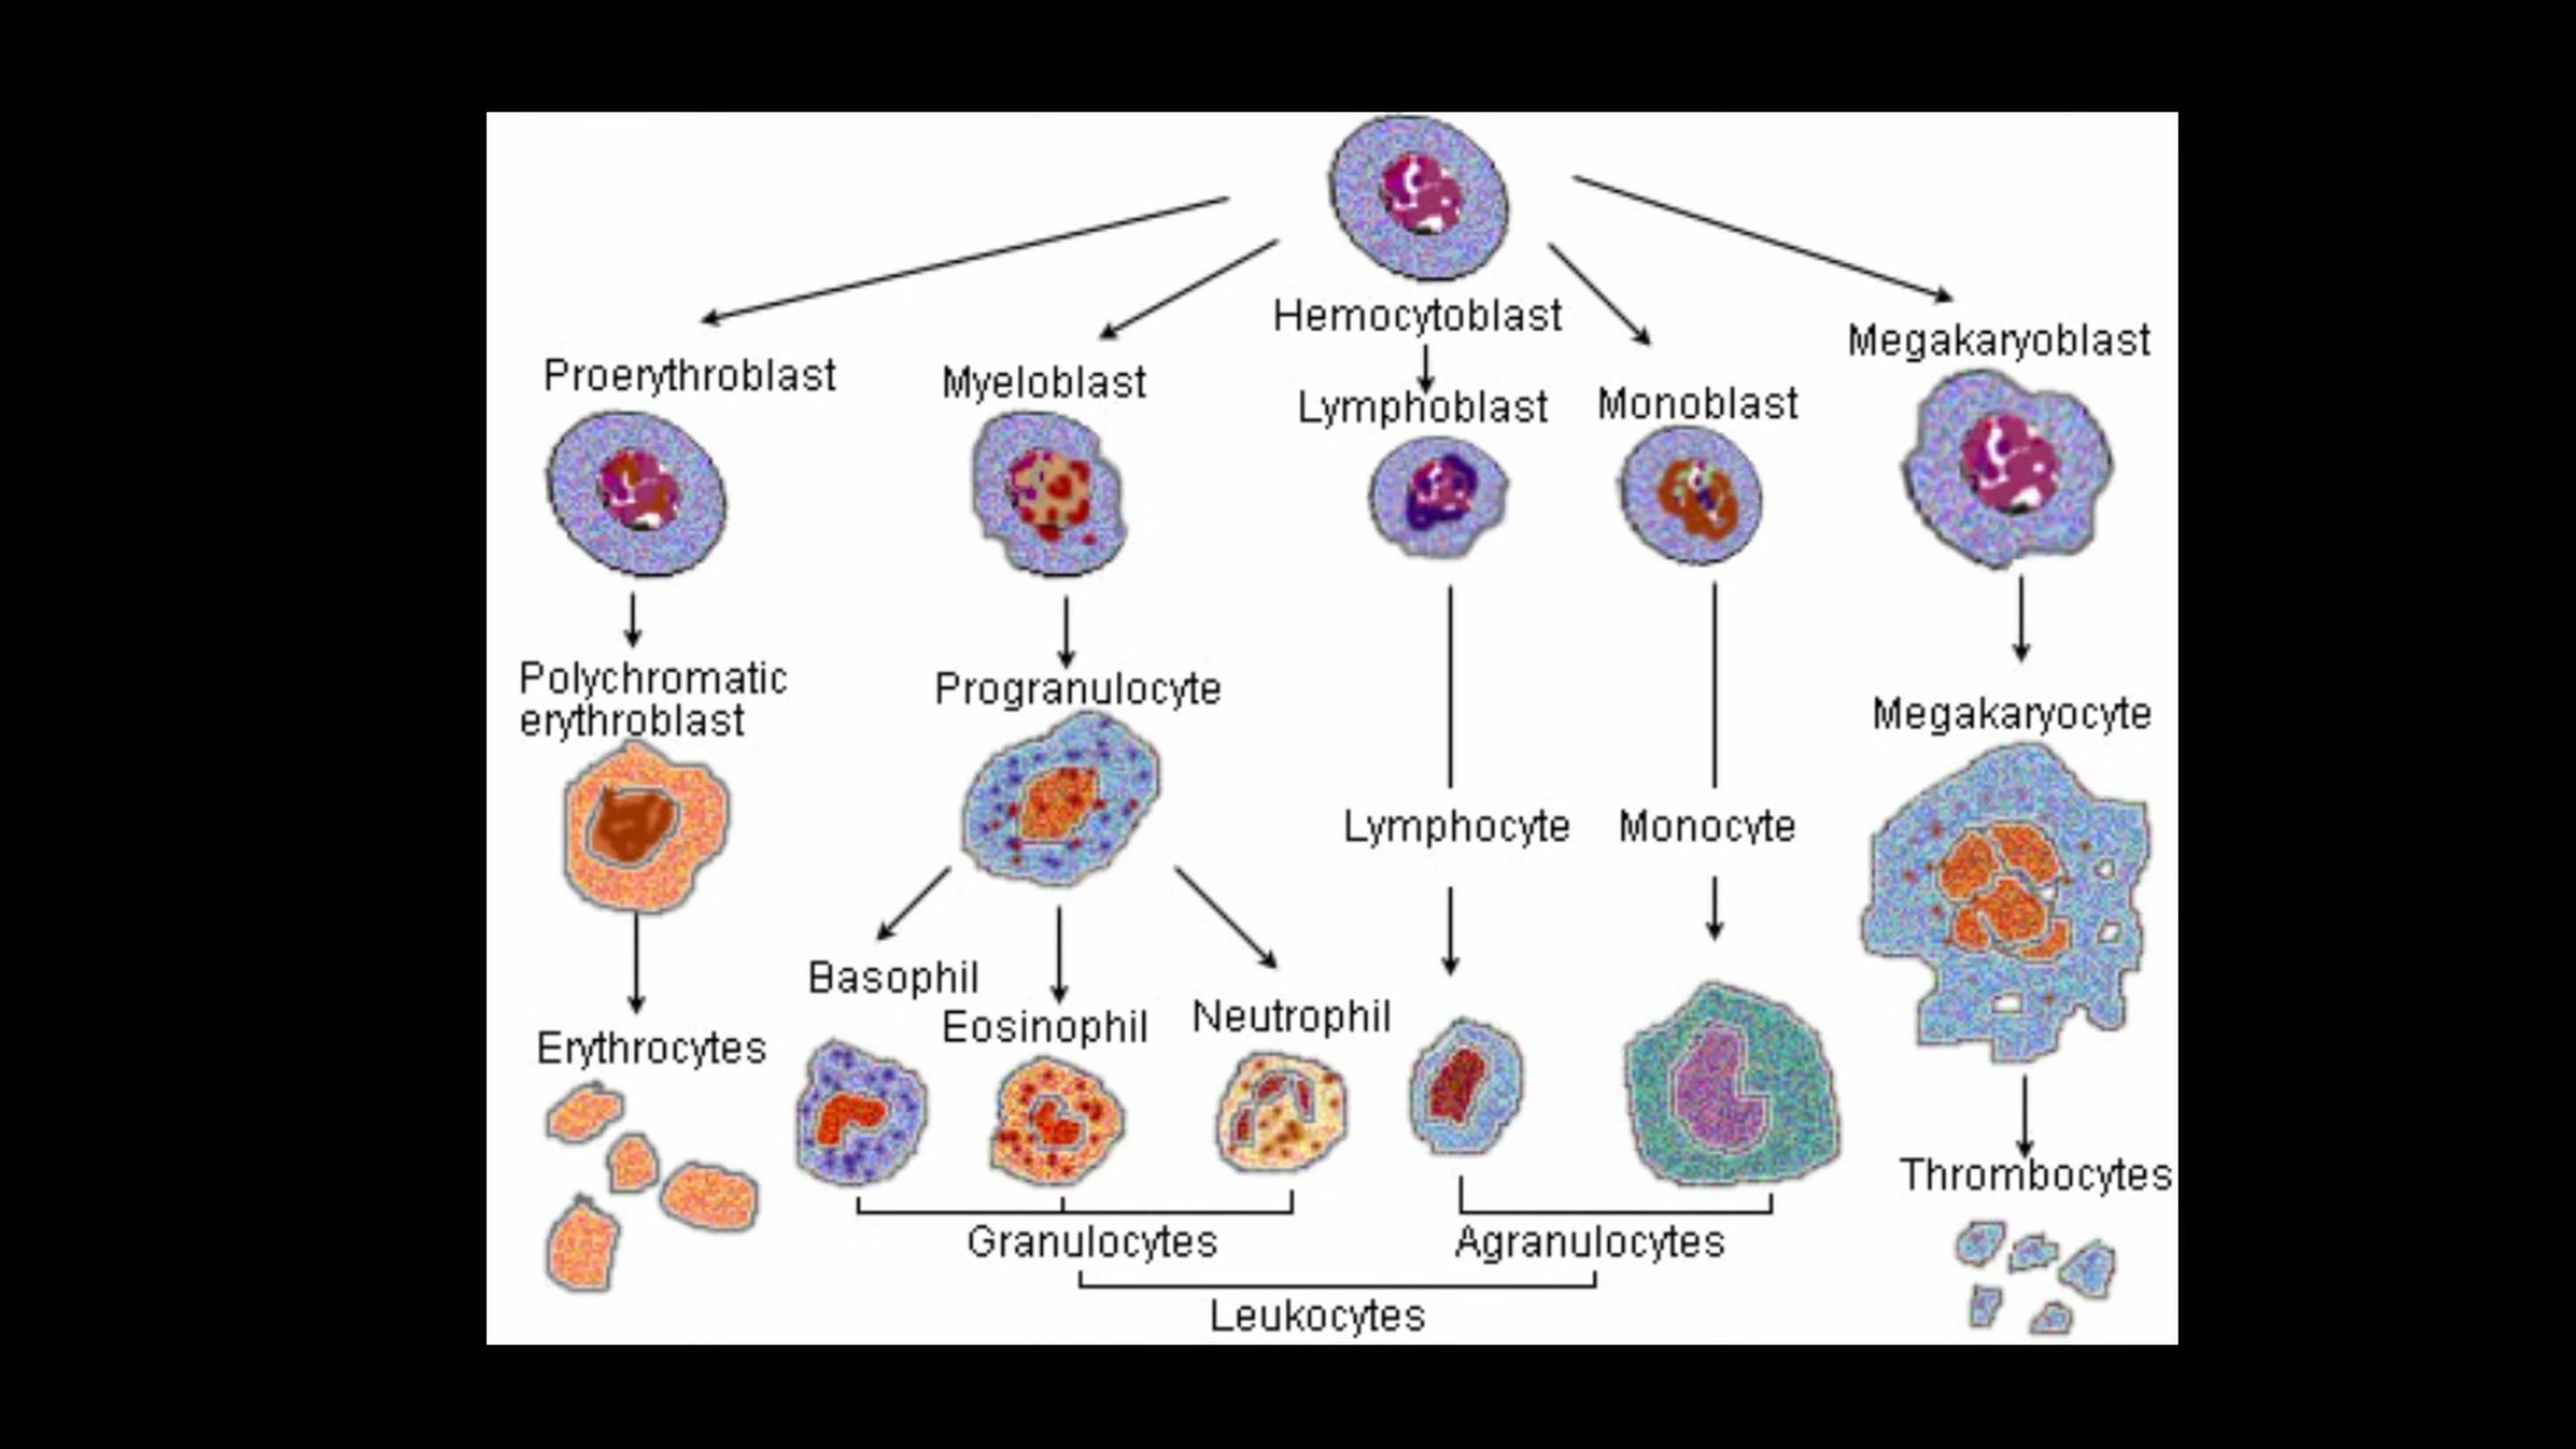 Hemocytoblast
Proerythroblast
Myeloblast
Lymphoblast
Monoblast
Megakaryoblast
Polychromatic
erythroblast
Progranulocyte
Lymphocyte
Monocyte
Megakaryocyte
Erythrocytes
Basophil
Eosinophil
Neutrophil
Thrombocytes
Granulocytes
Agranulocytes
Leukocytes